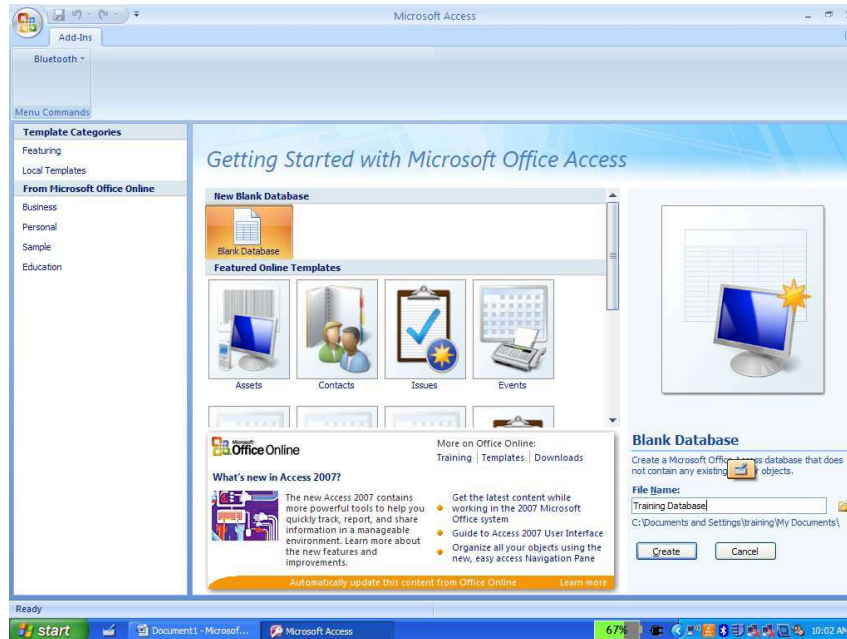 Microsoft Access
Add-Ins
Bluetooth
Menu Commands
Template Categories
Featuring
Local Templates
From Microsoft Office Online
Business
Personal
Sample
Education
Getting Started with Microsoft Office Access
New Blank Database
Blank Database
Featured Online Templates
Assets
Contacts
Issues
Events
Microsoft
Office Online
What's new in Access 2007?
The new Access 2007 contains
more powerful tools to help you
quickly track, report, and share
information in a manageable
environment. Learn more about
the new features and
improvements.
More on Office Online:
Training | Templates | Downloads
Get the latest content while
working in the 2007 Microsoft
Office system
Guide to Access 2007 User Interface
Organize all your objects using the
new, easy access Navigation Pane
Automatically update this content from Office Online
Learn more
Blank Database
Create a Microsoft Office database that does
not contain any existing objects.
File Name:
Training Database
C:\Documents and Settings\training\My Documents\
Create
Cancel
Ready
start
Document1 - Microsof...
Microsoft Access
67%
10:02 AM